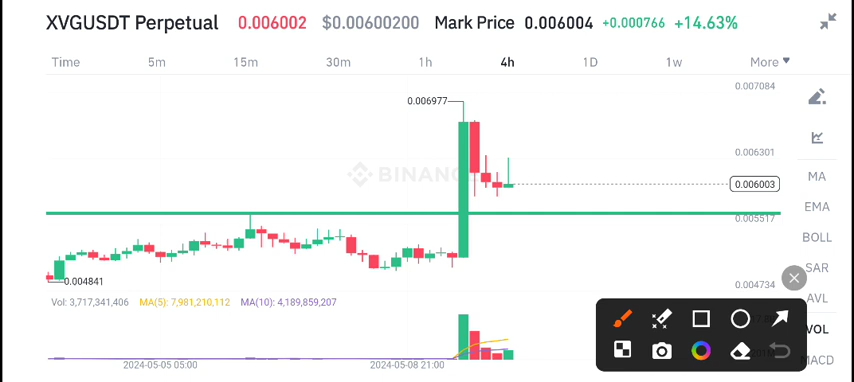 XVGUSDT Perpetual 0.006002 $0.00600200 Mark Price 0.006004 +0.000766 +14.63%
Time 5m 15m 30m 1h 4h 1D 1w More
0.007084
0.006977
0.006301
BINANC
MA
0.006003
EMA
0.005517
BOLL
SAR
0.004841
0.004734
Vol: 3,717,341,406 MA(5): 7,981,210,112 MA(10): 4,189,859,207
AVL
VOL
2024-05-05 05:00 2024-05-08 21:00
MACD